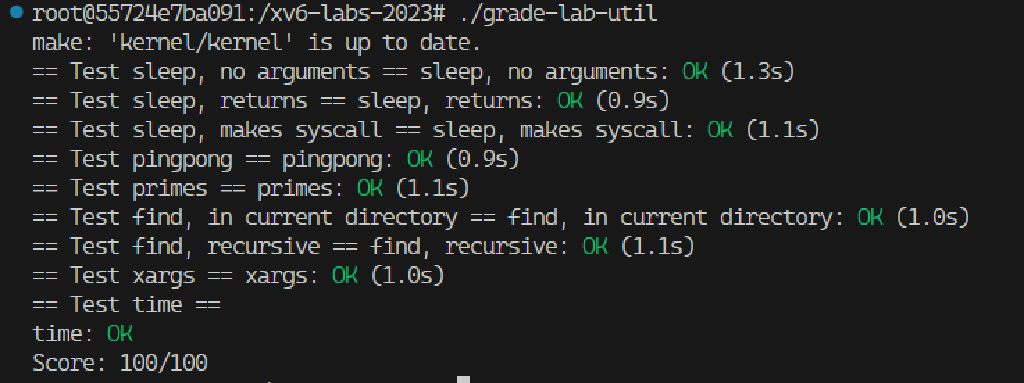 root@55724e7ba091:/xv6-labs-2023# ./grade-lab-util
make: 'kernel/kernel' is up to date.
== Test sleep, no arguments == sleep, no arguments: OK (1.3s)
== Test sleep, returns == sleep, returns: OK (0.9s)
== Test sleep, makes syscall == sleep, makes syscall: OK (1.1s)
== Test pingpong == pingpong: OK (0.9s)
== Test primes == primes: OK (1.1s)
== Test find, in current directory == find, in current directory: OK (1.0s)
== Test find, recursive == find, recursive: OK (1.1s)
== Test xargs == xargs: OK (1.0s)
== Test time ==
time: OK
Score: 100/100